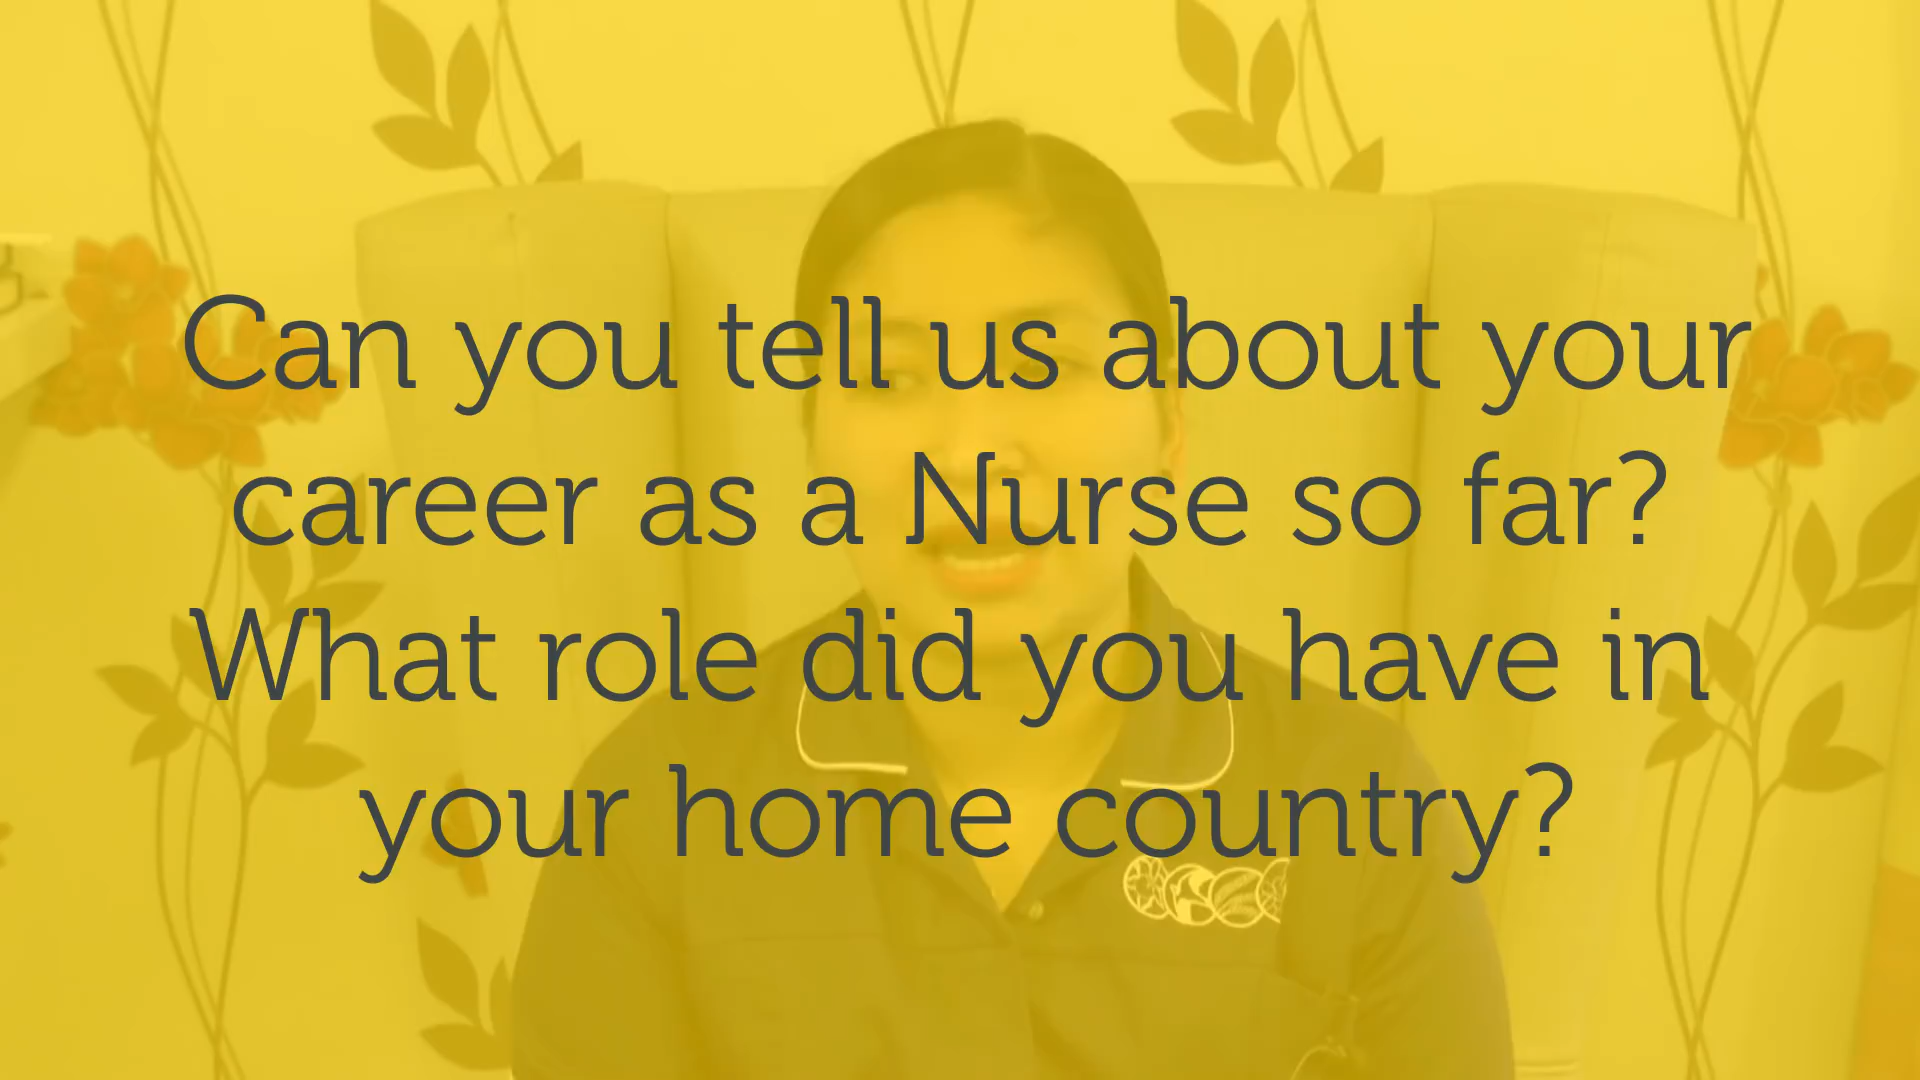 Can you tell us about your
career as a Nurse so far?
What role did you have in
your home country?